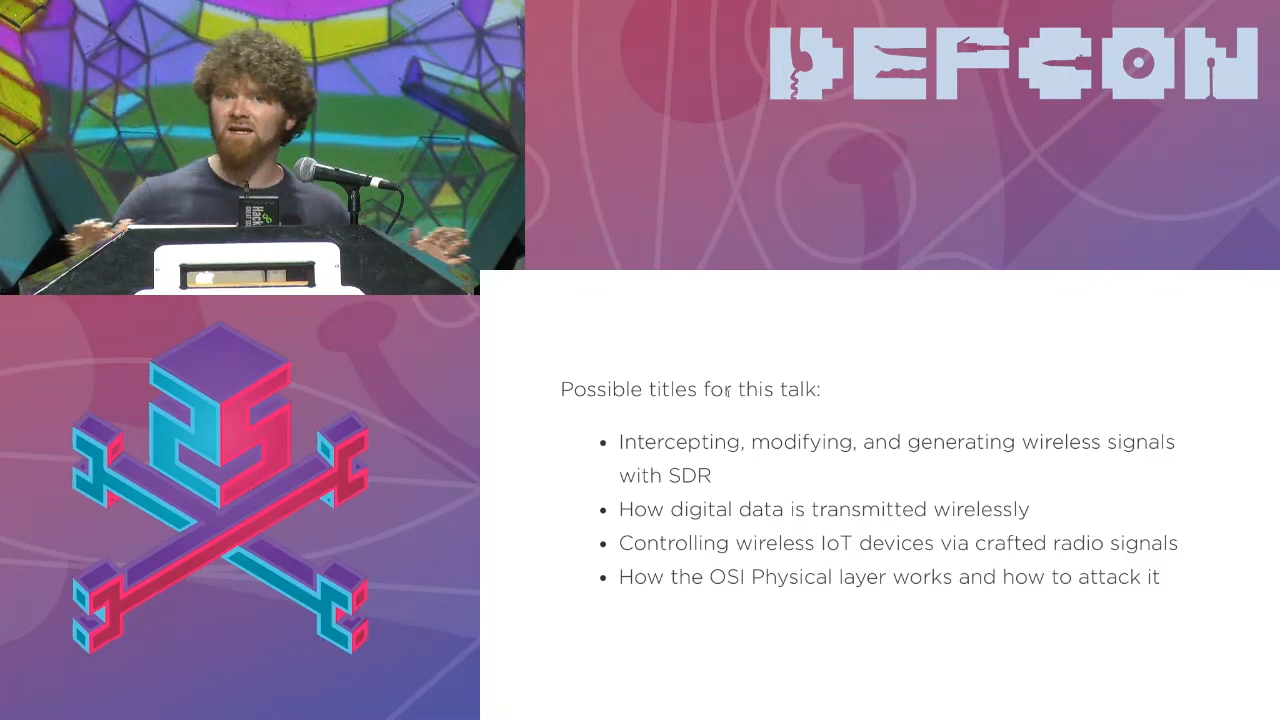 DEFCON
Hack
25
Possible titles for this talk:
• Intercepting, modifying, and generating wireless signals
with SDR
• How digital data is transmitted wirelessly
• Controlling wireless IoT devices via crafted radio signals
• How the OSI Physical layer works and how to attack it